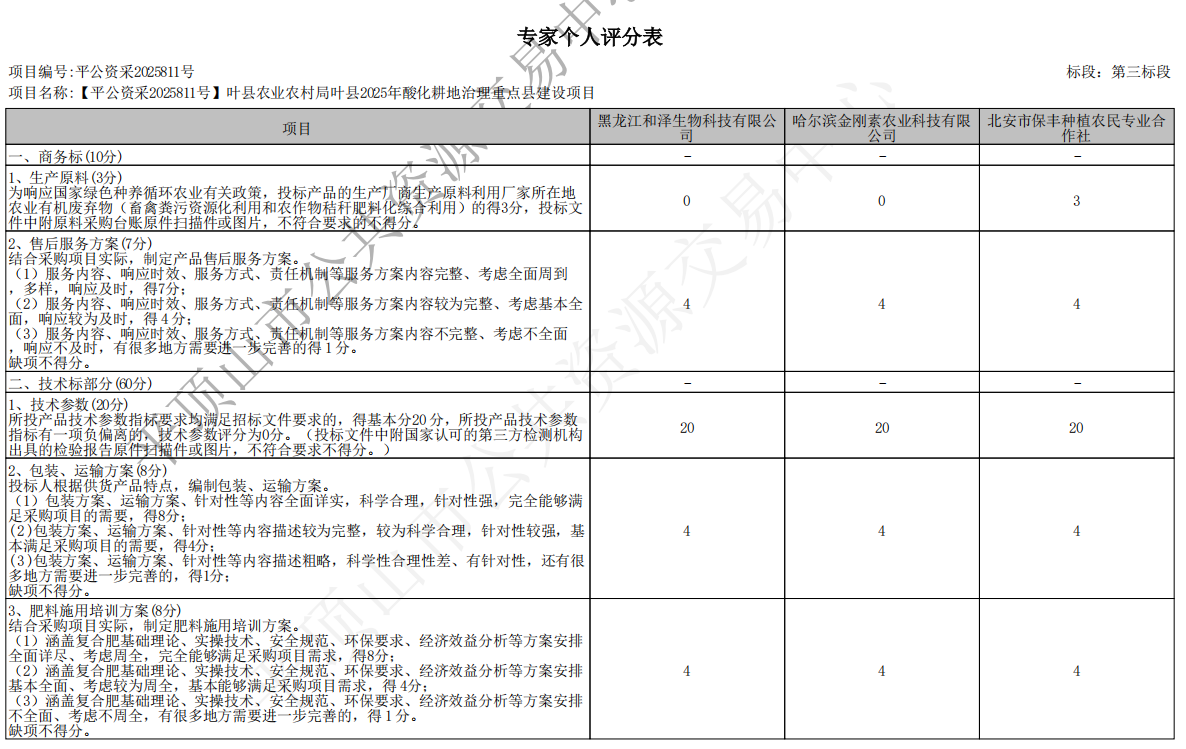 专家个人评分表
项目编号:平公资采2025811号
标段: 第三标段
项目名称:【平公资采2025811号】叶县农业农村局叶县2025年酸化耕地治理重点县建设项目
项目
黑龙江和泽生物科技有限公
司
哈尔滨金刚素农业科技有限
公司
北安市保丰种植农民专业合
作社
一、商务标(10分)
-
-
-
1、生产原料(3分)
为响应国家绿色种养循环农业有关政策，投标产品的生产厂商生产原料利用厂家所在地
农业有机废弃物（畜禽粪污资源化利用和农作物秸秆肥料化综合利用）的得3分，投标文
件中附原料采购台账原件扫描件或图片，不符合要求的不得分。
0
0
3
2、售后服务方案(7分)
结合采购项目实际，制定产品售后服务方案。
（1）服务内容、响应时效、服务方式、责任机制等服务方案内容完整、考虑全面周到
，多样，响应及时，得7分；
（2）服务内容、响应时效、服务方式、责任机制等服务方案内容较为完整、考虑基本全
面，响应较为及时，得 4 分；
（3）服务内容、响应时效、服务方式、责任机制等服务方案内容不完整、考虑不全面
，响应不及时，有很多地方需要进一步完善的得 1 分。
缺项不得分。
4
4
4
二、技术标部分(60分)
-
-
-
1、技术参数(20分)
所投产品技术参数指标要求均满足招标文件要求的，得基本分20 分，所投产品技术参数
指标有一项负偏离的，技术参数评分为0分。（投标文件中附国家认可的第三方检测机构
出具的检验报告原件扫描件或图片，不符合要求不得分。）
20
20
20
2、包装、运输方案(8分)
投标人根据供货产品特点，编制包装、运输方案。
（1）包装方案、运输方案、针对性等内容全面详实，科学合理，针对性强，完全能够满
足采购项目的需要，得8分；
(2)包装方案、运输方案、针对性等内容描述较为完整，较为科学合理，针对性较强，基
本满足采购项目的需要，得4分；
(3)包装方案、运输方案、针对性等内容描述粗略，科学性合理性差、有针对性，还有很
多地方需要进一步完善的，得1分；
缺项不得分。
4
4
4
3、肥料施用培训方案(8分)
结合采购项目实际，制定肥料施用培训方案。
（1）涵盖复合肥基础理论、实操技术、安全规范、环保要求、经济效益分析等方案安排
全面详尽、考虑周全，完全能够满足采购项目需求，得8分；
（2）涵盖复合肥基础理论、实操技术、安全规范、环保要求、经济效益分析等方案安排
基本全面、考虑较为周全，基本能够满足采购项目需求，得 4分；
（3）涵盖复合肥基础理论、实操技术、安全规范、环保要求、经济效益分析等方案安排
不全面、考虑不周全，有很多地方需要进一步完善的，得 1 分。
缺项不得分。
4
4
4
平顶山市公共资源交易中心
平顶山市公共资源交易中心